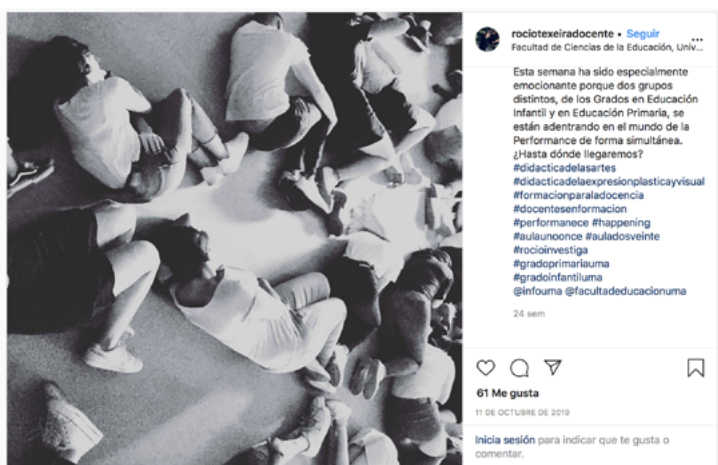 rociotexeiradocente • Seguir
Facultad de Ciencias de la Educación, Univ...
Esta semana ha sido especialmente
emocionante porque dos grupos
distintos, de los Grados en Educación
Infantil y en Educación Primaria, se
están adentrando en el mundo de la
Performance de forma simultánea.
¿Hasta dónde llegaremos?
#didacticadelasartes
#didacticadelaexpresionplasticayvisual
#formacionparaladocencia
#docentesenformacion
#performanece #happening
#aulaunoonce #auladosveinte
#rocioinvestiga
#gradoprimariauma
#gradoinfantiluma
@infouma @facultadeducacionuma
24 sem
61 Me gusta
11 DE OCTUBRE DE 2019
Inicia sesión para indicar que te gusta o
comentar.